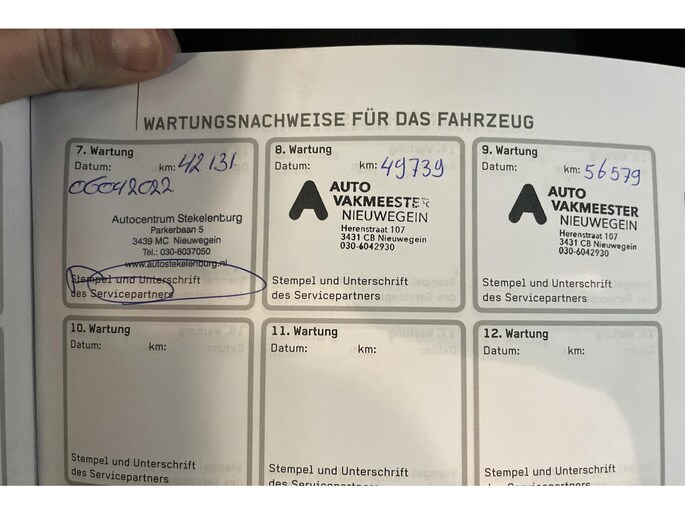 WARTUNGSNACHWEISE FÜR DAS FAHRZEUG
7. Wartung
Datum: km: 42131
06042022
Autocentrum Stekelenburg
Parkerbaan 5
3439 MC Nieuwegein
Tel.: 030-6037050
www.autostekelenburg.nl
Stempel und Unterschrift
des Servicepartners
8. Wartung
Datum: km: 49739
AUTO
VAKMEESTER
NIEUWEGEIN
Herenstraat 107
3431 CB Nieuwegein
030-6042930
Stempel und Unterschrift
des Servicepartners
9. Wartung
Datum: km: 56579
AUTO
VAKMEESTER
NIEUWEGEIN
Herenstraat 107
3431 CB Nieuwegein
030-6042930
Stempel und Unterschrift
des Servicepartners
10. Wartung
Datum: km:
Stempel und Unterschrift
des Servicepartners
11. Wartung
Datum: km:
Stempel und Unterschrift
12. Wartung
Datum: km:
Stempel und Unterschrift